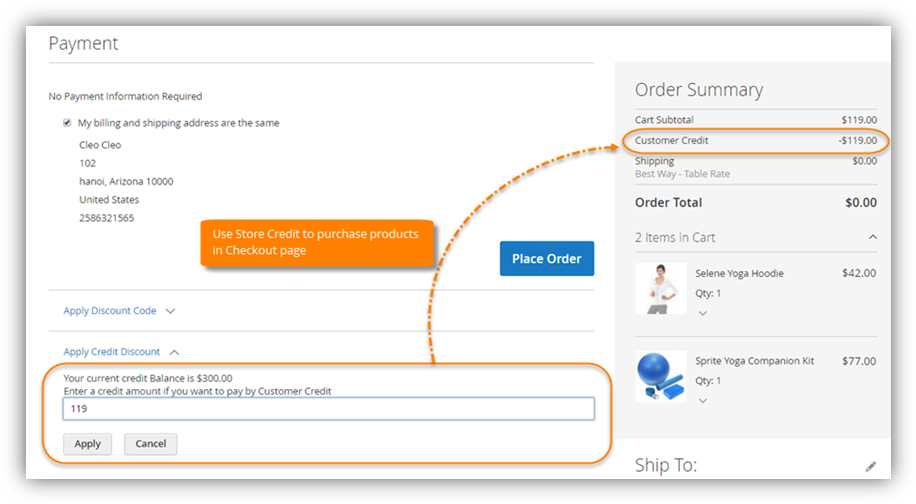 Payment
No Payment Information Required
My billing and shipping address are the same
Cleo Cleo
102
hanoi, Arizona 10000
United States
2586321565
Use Store Credit to purchase products
in Checkout page
Place Order
Apply Discount Code
Apply Credit Discount
Your current credit Balance is $300.00
Enter a credit amount if you want to pay by Customer Credit
119
Apply Cancel
Order Summary
Cart Subtotal $119.00
Customer Credit -$119.00
Shipping $0.00
Best Way - Table Rate
Order Total $0.00
2 Items in Cart
Selene Yoga Hoodie $42.00
Qty: 1
Sprite Yoga Companion Kit $77.00
Qty: 1
Ship To: